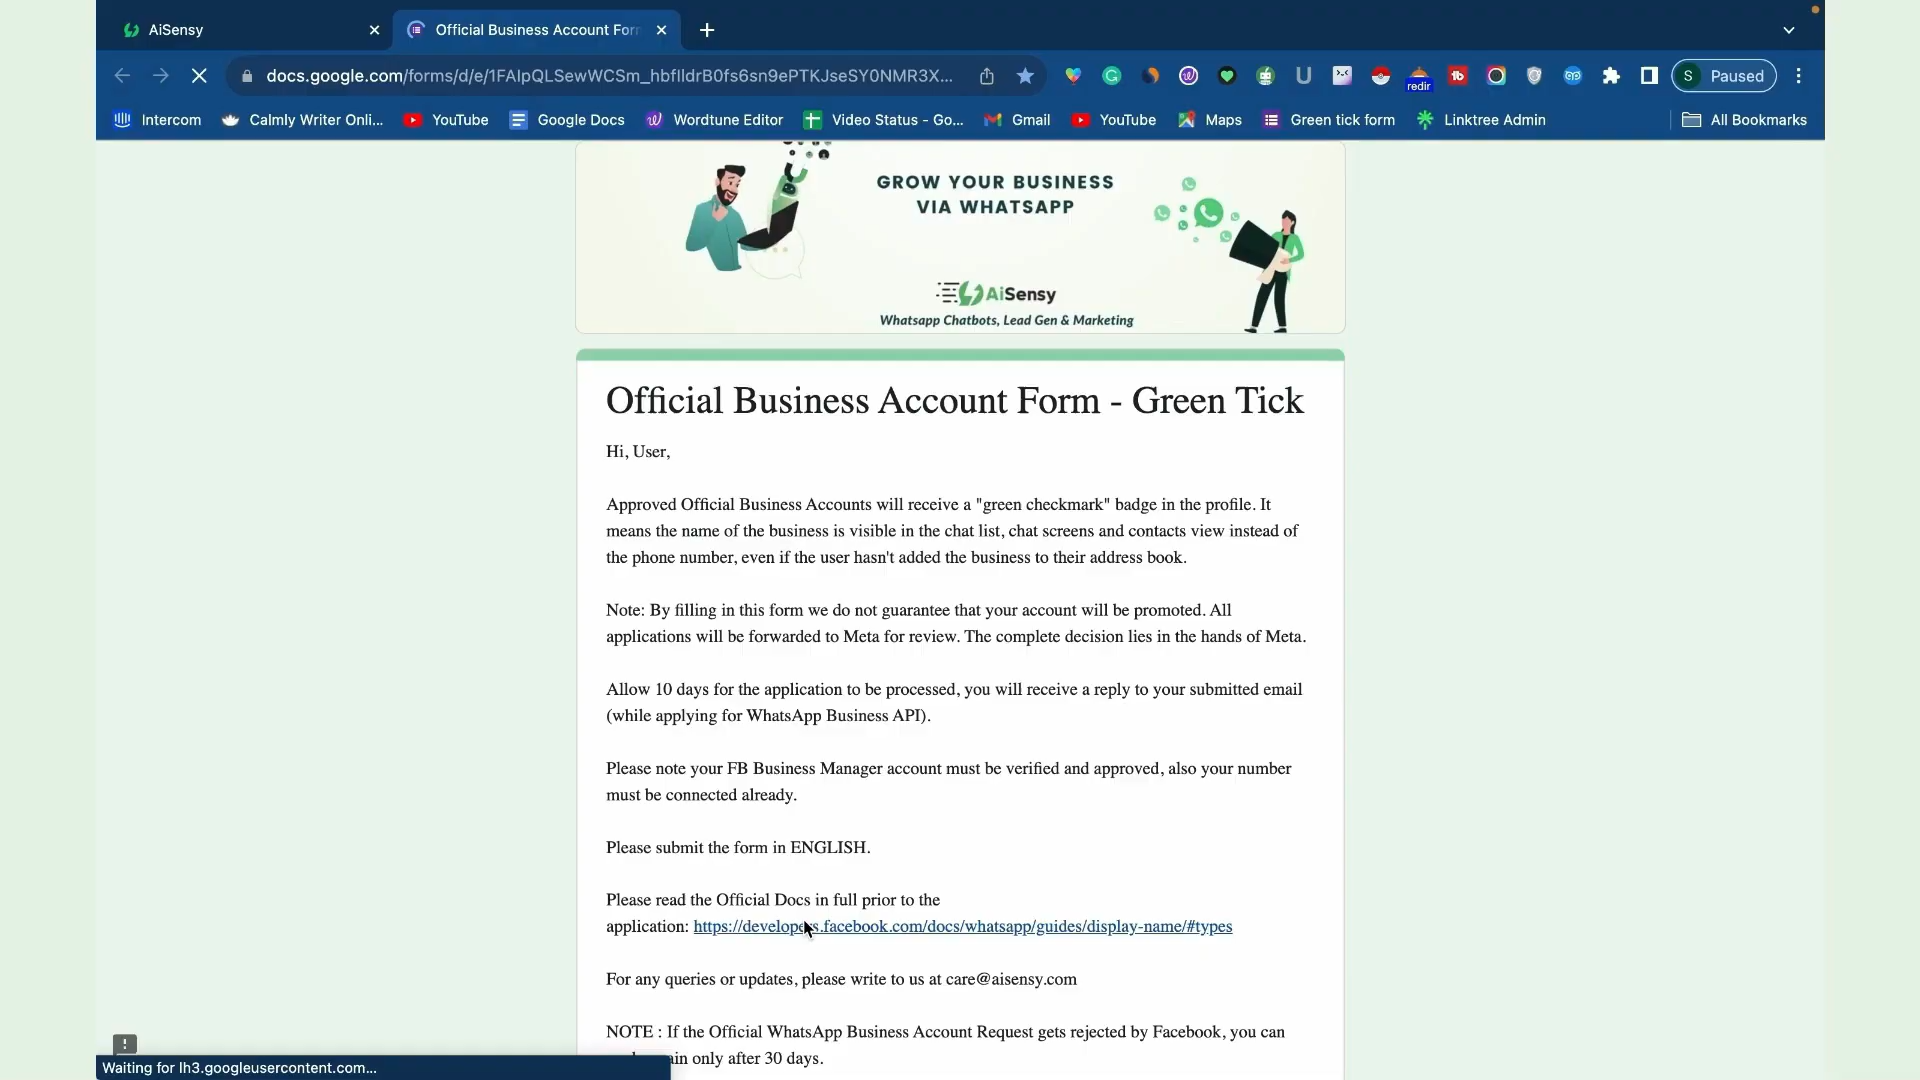 AiSensy
Official Business Account For
docs.google.com/forms/d/e/1FAIpQLSewWCSm_hbfIldrB0fs6sn9ePTKJseSY0NMR3X...
redir
S Paused
Intercom
Calmly Writer Onli...
YouTube
Google Docs
Wordtune Editor
Video Status - Go...
Gmail
YouTube
Maps
Green tick form
Linktree Admin
All Bookmarks
GROW YOUR BUSINESS
VIA WHATSAPP
AiSensy
Whatsapp Chatbots, Lead Gen & Marketing
Official Business Account Form - Green Tick
Hi, User,
Approved Official Business Accounts will receive a "green checkmark" badge in the profile. It
means the name of the business is visible in the chat list, chat screens and contacts view instead of
the phone number, even if the user hasn't added the business to their address book.
Note: By filling in this form we do not guarantee that your account will be promoted. All
applications will be forwarded to Meta for review. The complete decision lies in the hands of Meta.
Allow 10 days for the application to be processed, you will receive a reply to your submitted email
(while applying for WhatsApp Business API).
Please note your FB Business Manager account must be verified and approved, also your number
must be connected already.
Please submit the form in ENGLISH.
Please read the Official Docs in full prior to the
application: https://developers.facebook.com/docs/whatsapp/guides/display-name/#types
For any queries or updates, please write to us at care@aisensy.com
NOTE : If the Official WhatsApp Business Account Request gets rejected by Facebook, you can
only after 30 days.
Waiting for lh3.googleusercontent.com...